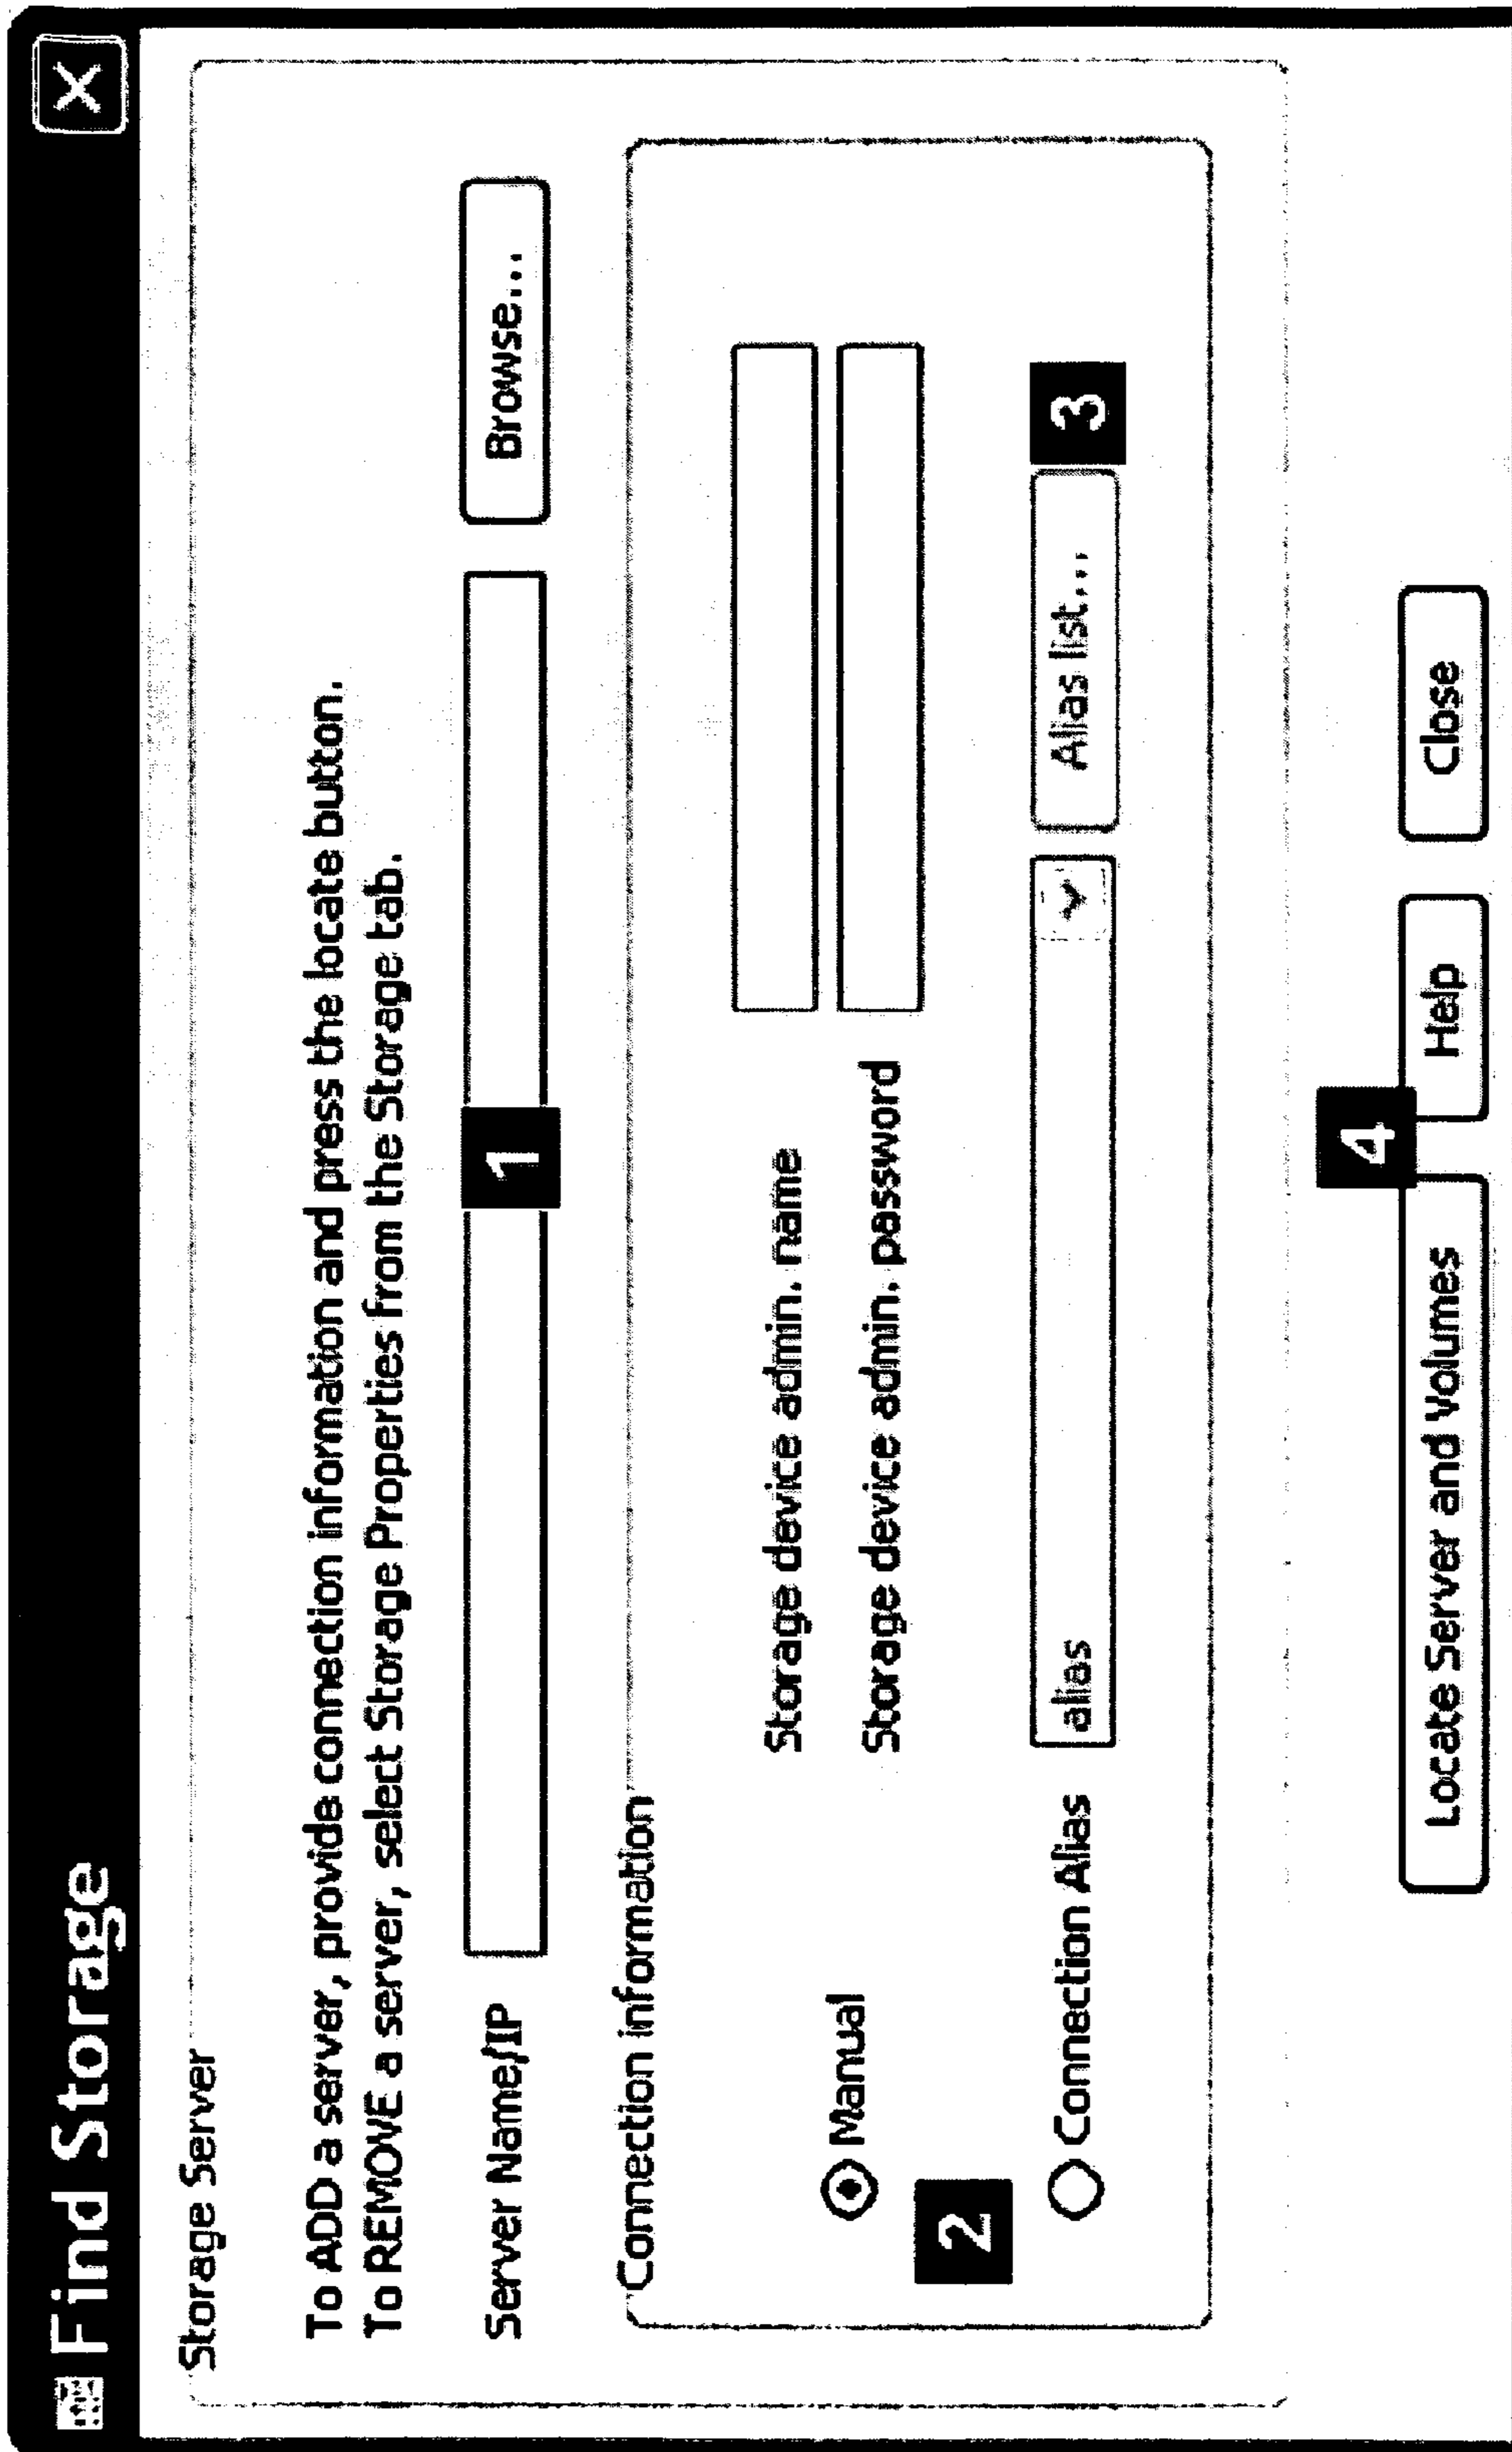 Find Storage
X
Storage Server
To ADD a server, provide connection information and press the locate button.
To REMOVE a server, select Storage Properties from the Storage tab.
Server Name/IP
1
Browse...
Connection information
Manual
Storage device admin. name
Storage device admin. password
2
Connection Alias
alias
Alias list...
3
4
Locate Server and Volumes
Help
Close